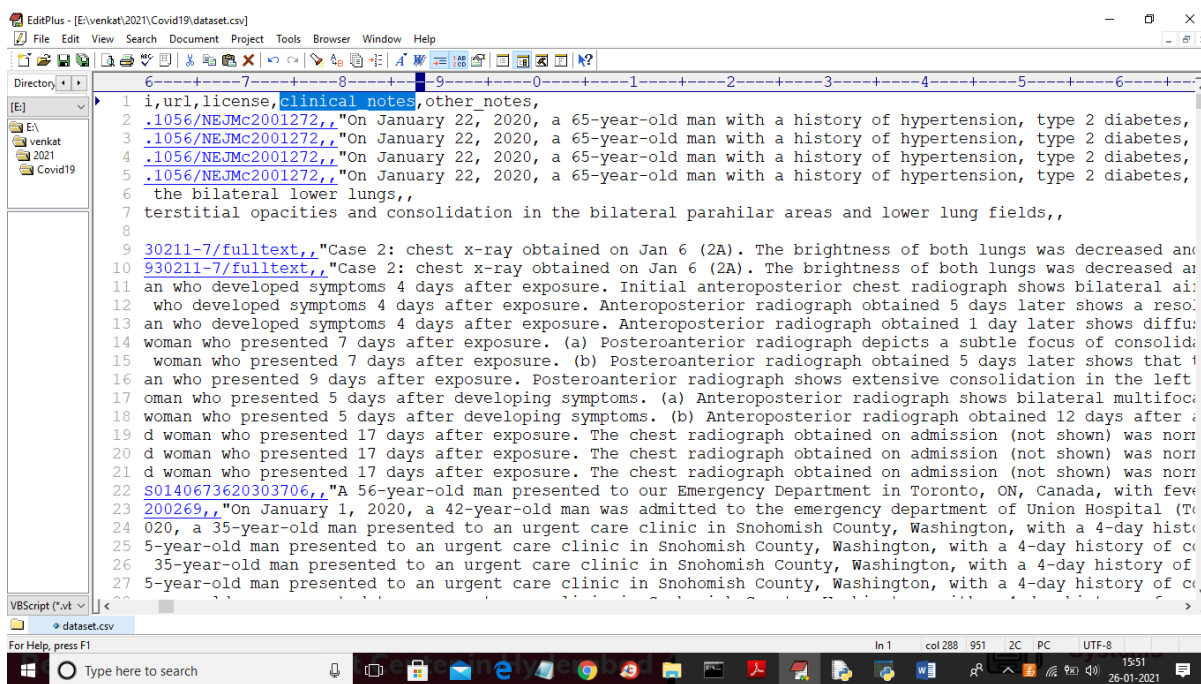 EditPlus - [E:\venkat\2021\Covid19\dataset.csv]
File Edit View Search Document Project Tools Browser Window Help
Directory
[E:]
E:\
venkat
2021
Covid19
6----+----7----+----8----+----9----+----0----+----1----+----2----+----3----+----4----+----5----+----6----+--
1 i,url,license,clinical_notes,other_notes,
2 .1056/NEJMc2001272,,"On January 22, 2020, a 65-year-old man with a history of hypertension, type 2 diabetes,
3 .1056/NEJMc2001272,,"On January 22, 2020, a 65-year-old man with a history of hypertension, type 2 diabetes,
4 .1056/NEJMc2001272,,"On January 22, 2020, a 65-year-old man with a history of hypertension, type 2 diabetes,
5 .1056/NEJMc2001272,,"On January 22, 2020, a 65-year-old man with a history of hypertension, type 2 diabetes,
6 the bilateral lower lungs,,
7 terstitial opacities and consolidation in the bilateral parahilar areas and lower lung fields,,
8
9 30211-7/fulltext,,"Case 2: chest x-ray obtained on Jan 6 (2A). The brightness of both lungs was decreased and
10 930211-7/fulltext,,"Case 2: chest x-ray obtained on Jan 6 (2A). The brightness of both lungs was decreased an
11 an who developed symptoms 4 days after exposure. Initial anteroposterior chest radiograph shows bilateral air
12 who developed symptoms 4 days after exposure. Anteroposterior radiograph obtained 5 days later shows a resol
13 an who developed symptoms 4 days after exposure. Anteroposterior radiograph obtained 1 day later shows diffus
14 woman who presented 7 days after exposure. (a) Posteroanterior radiograph depicts a subtle focus of consolida
15 woman who presented 7 days after exposure. (b) Posteroanterior radiograph obtained 5 days later shows that t
16 an who presented 9 days after exposure. Posteroanterior radiograph shows extensive consolidation in the left
17 oman who presented 5 days after developing symptoms. (a) Anteroposterior radiograph shows bilateral multifoca
18 woman who presented 5 days after developing symptoms. (b) Anteroposterior radiograph obtained 12 days after a
19 d woman who presented 17 days after exposure. The chest radiograph obtained on admission (not shown) was norm
20 d woman who presented 17 days after exposure. The chest radiograph obtained on admission (not shown) was norm
21 d woman who presented 17 days after exposure. The chest radiograph obtained on admission (not shown) was norm
22 S0140673620303706,,"A 56-year-old man presented to our Emergency Department in Toronto, ON, Canada, with feve
23 200269,,"On January 1, 2020, a 42-year-old man was admitted to the emergency department of Union Hospital (To
24 020, a 35-year-old man presented to an urgent care clinic in Snohomish County, Washington, with a 4-day histo
25 5-year-old man presented to an urgent care clinic in Snohomish County, Washington, with a 4-day history of co
26 35-year-old man presented to an urgent care clinic in Snohomish County, Washington, with a 4-day history of
27 5-year-old man presented to an urgent care clinic in Snohomish County, Washington, with a 4-day history of co
VBScript (*.vb
dataset.csv
For Help, press F1
ln 1 col 288 951 2C PC UTF-8
Type here to search
15:51
26-01-2021